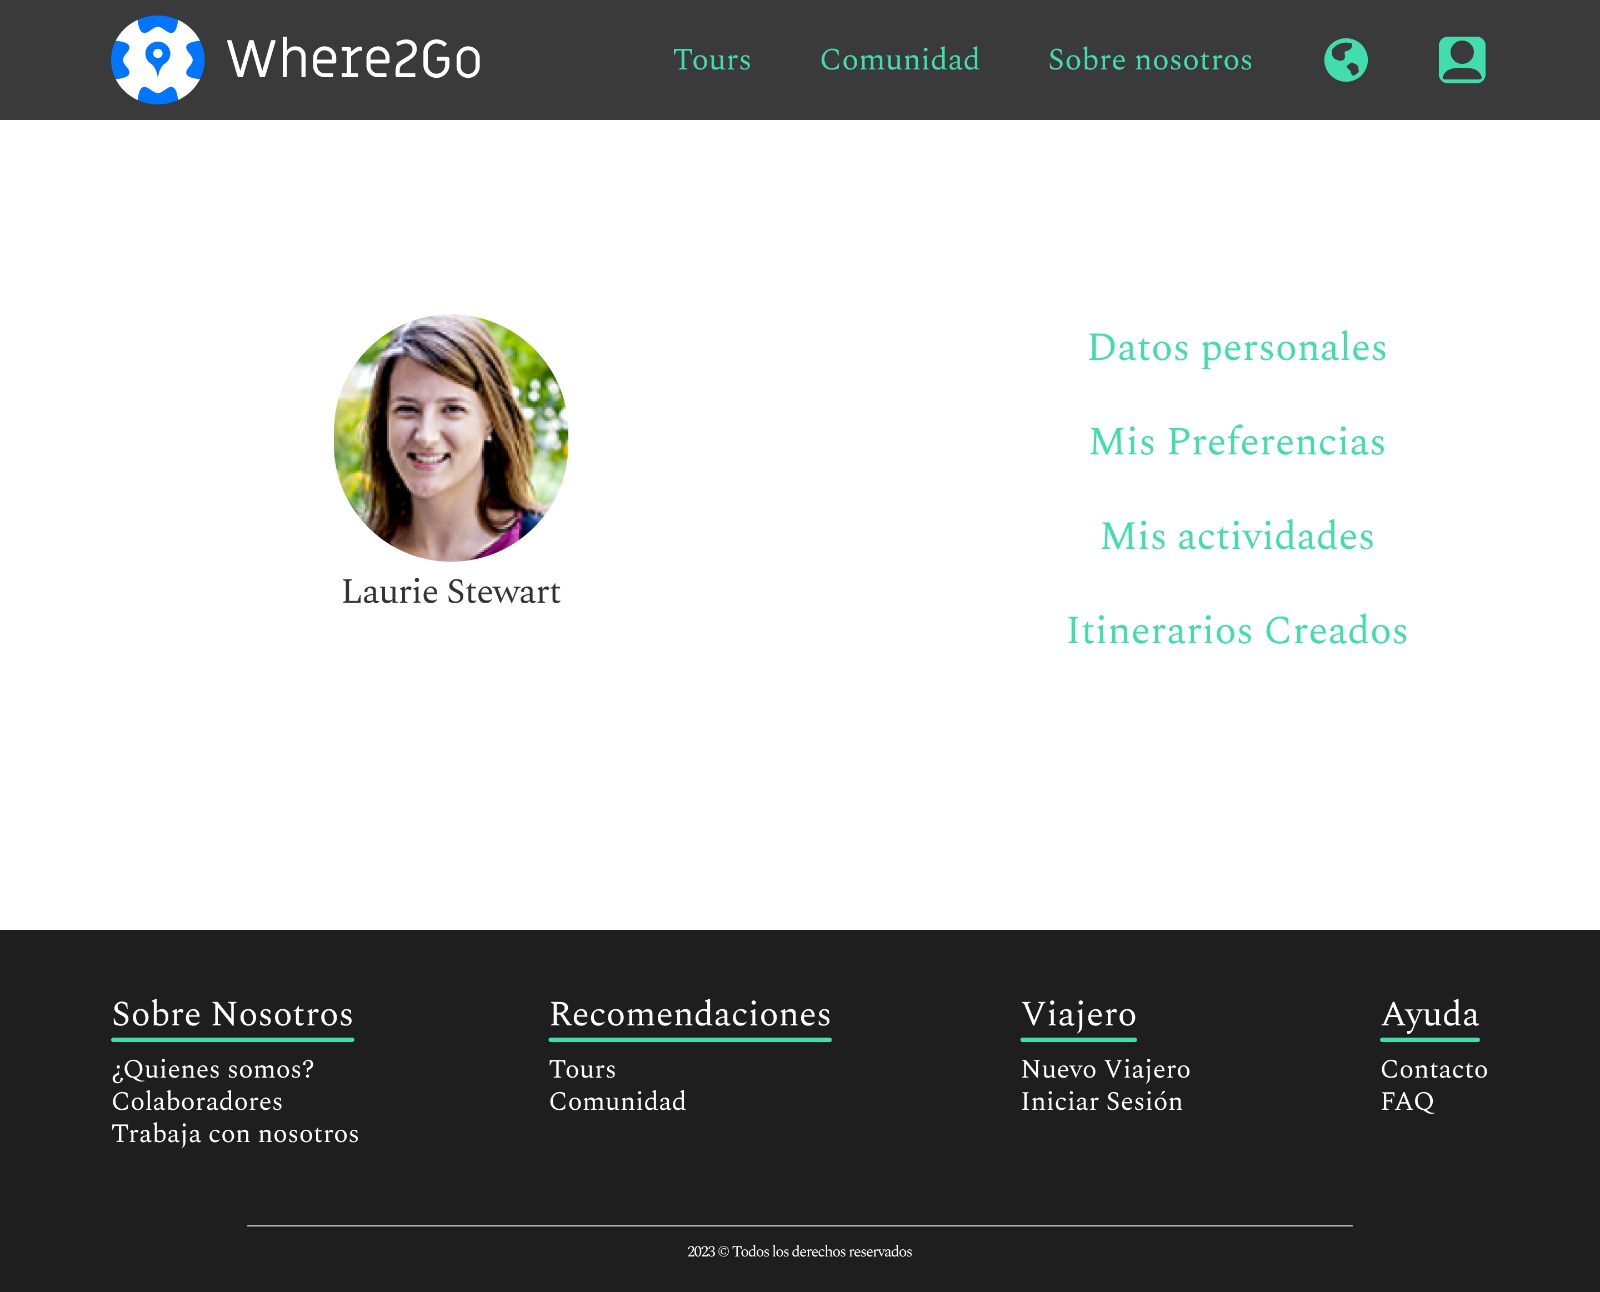 Where2Go
Tours
Comunidad
Sobre nosotros
Laurie Stewart
Datos personales
Mis Preferencias
Mis actividades
Itinerarios Creados
Sobre Nosotros
¿Quienes somos?
Colaboradores
Trabaja con nosotros
Recomendaciones
Tours
Comunidad
Viajero
Nuevo Viajero
Iniciar Sesión
Ayuda
Contacto
FAQ
2023 © Todos los derechos reservados